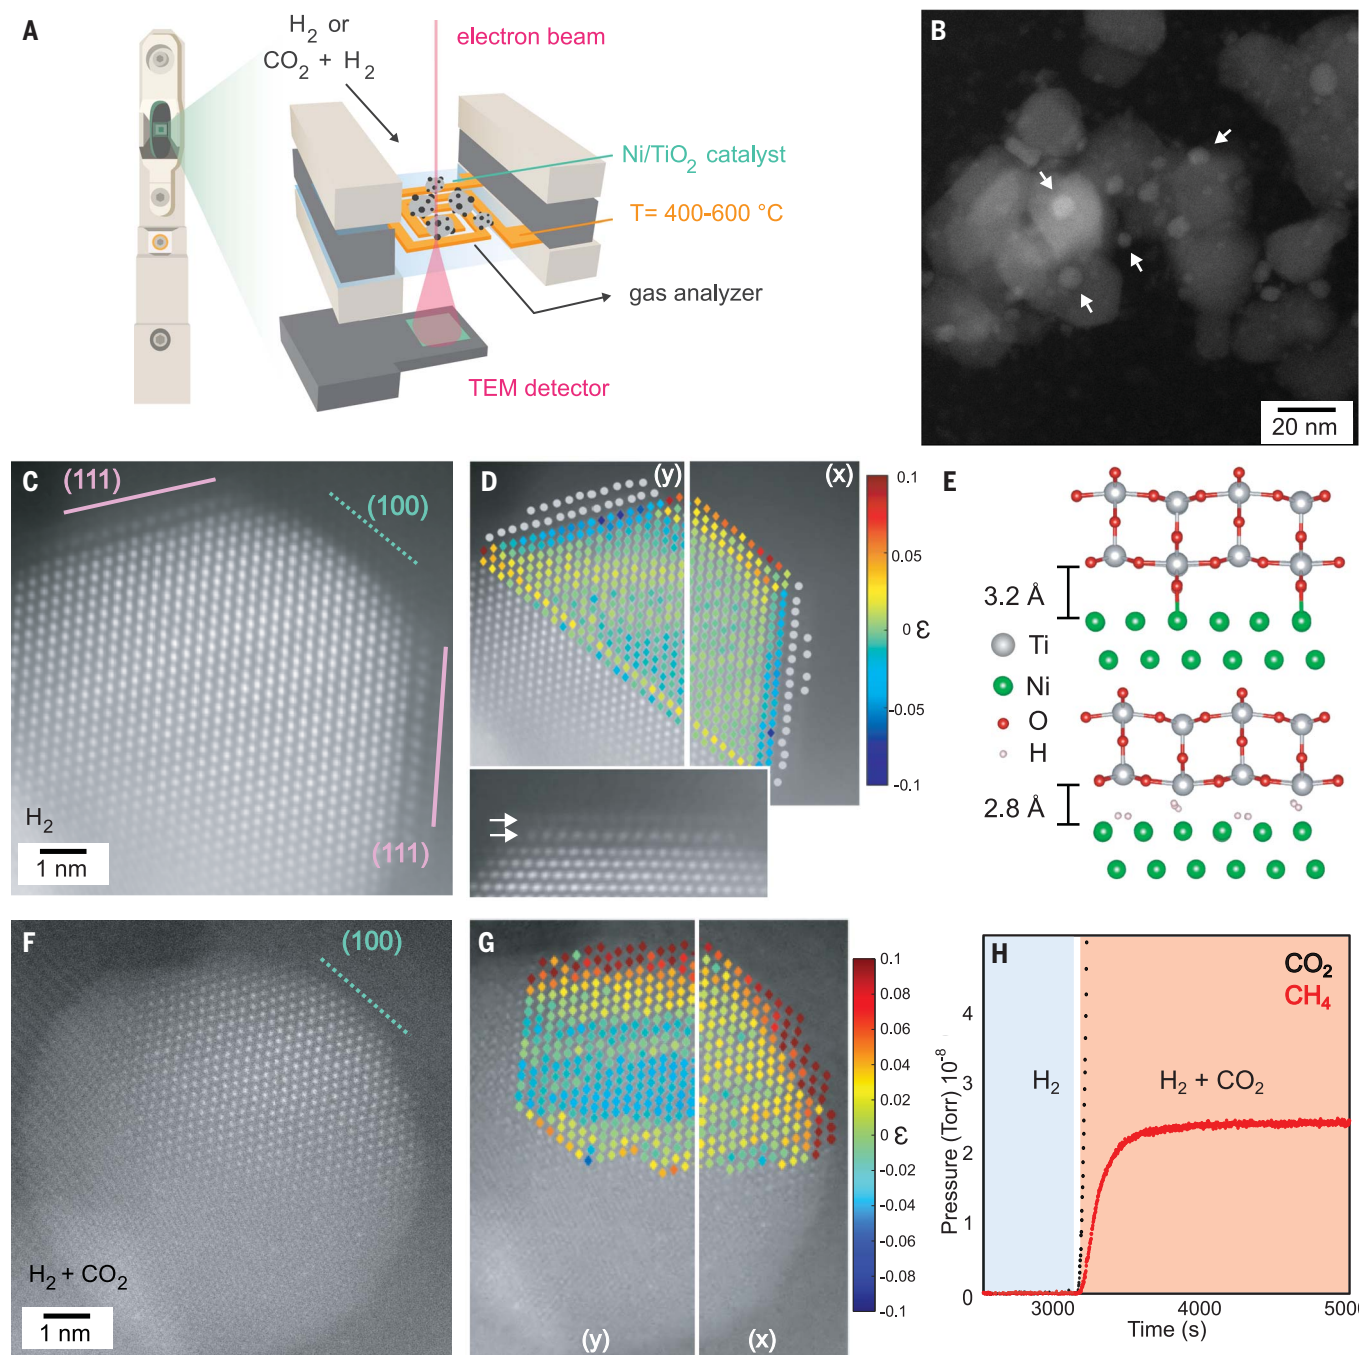 A
H2 or
CO2 + H2
electron beam
Ni/TiO2 catalyst
T= 400-600 °C
gas analyzer
TEM detector
B
20 nm
C
(111)
(100)
(111)
H2
1 nm
D
(y)
(x)
0.1
0.05
0 ε
-0.05
-0.1
E
3.2 Å
Ti
Ni
O
H
2.8 Å
F
(100)
H2 + CO2
1 nm
G
(y)
(x)
0.1
0.08
0.06
0.04
0.02
0 ε
-0.02
-0.04
-0.06
-0.08
-0.1
H
CO2
CH4
H2
H2 + CO2
Pressure (Torr) 10-8
4
3
2
1
0
3000
4000
500
Time (s)